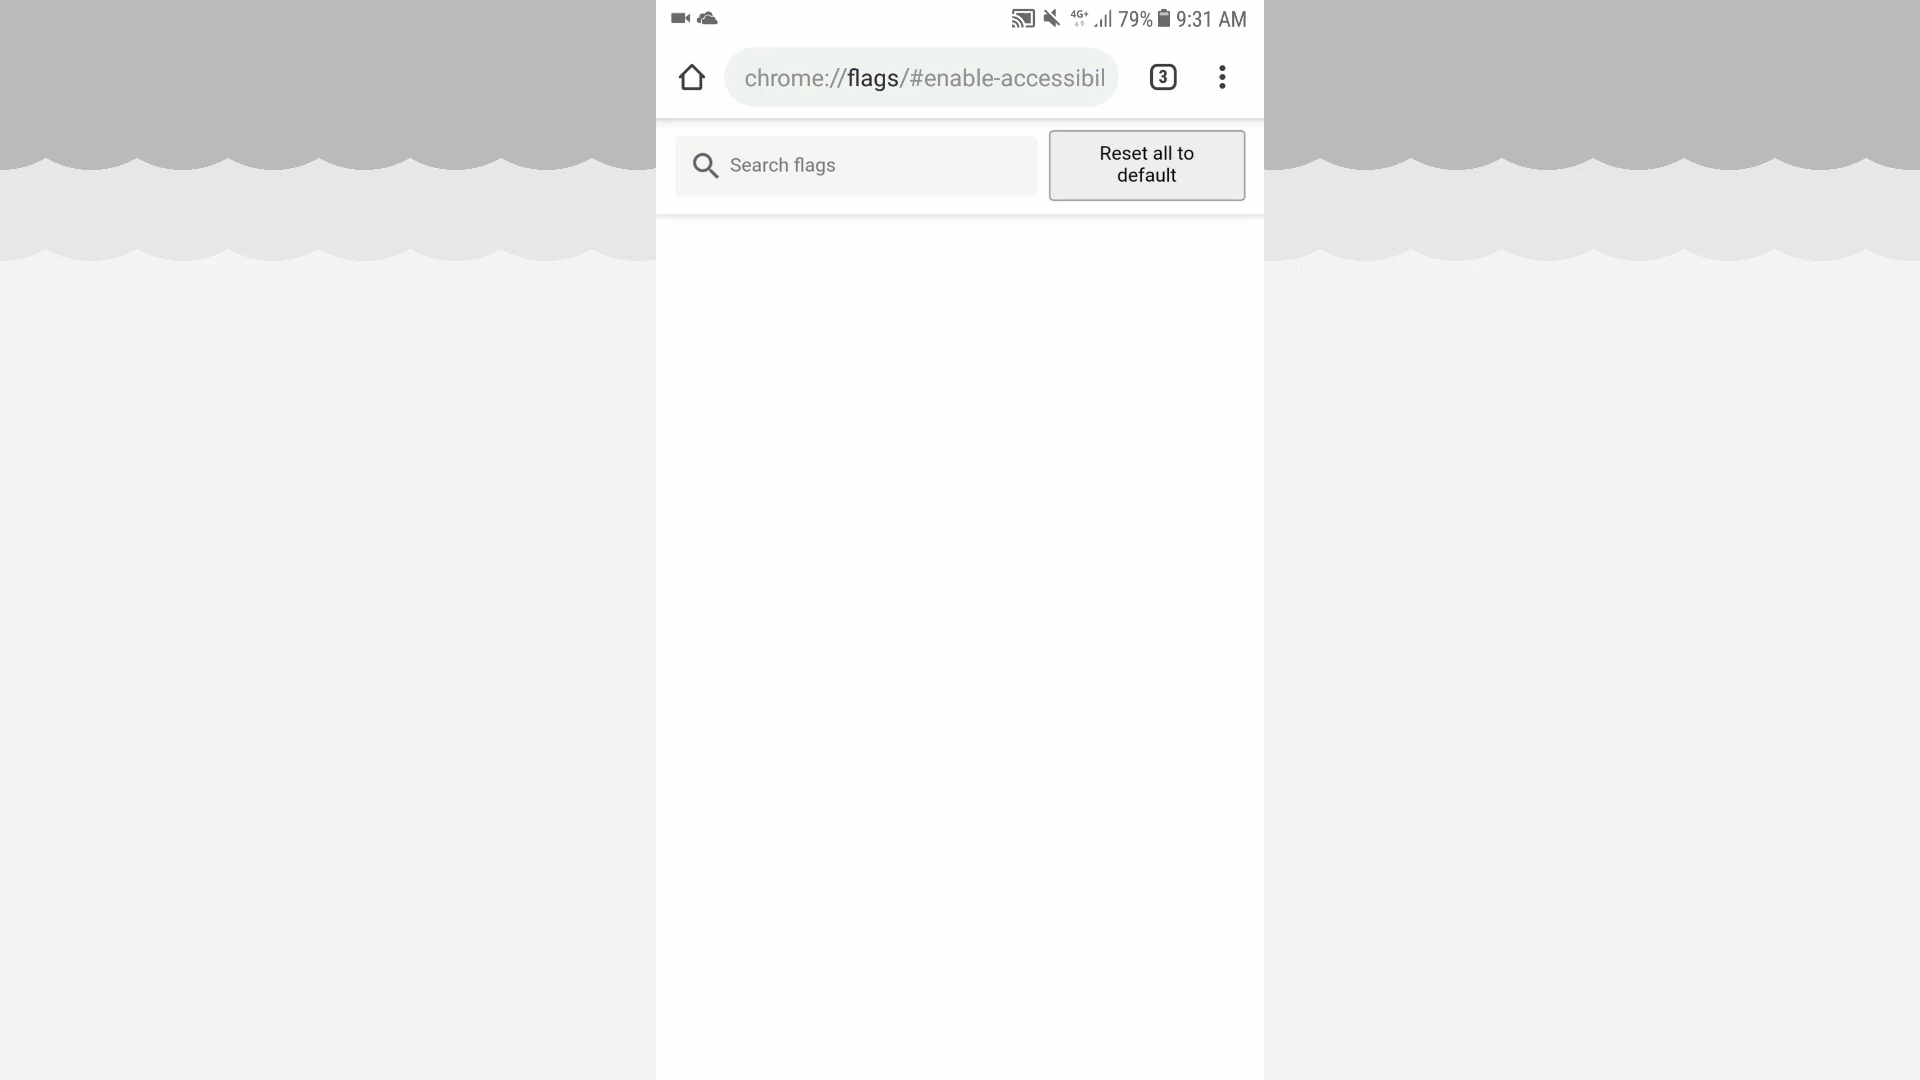 4G+ 79% 9:31 AM
chrome://flags/#enable-accessibil
3
Search flags
Reset all to
default